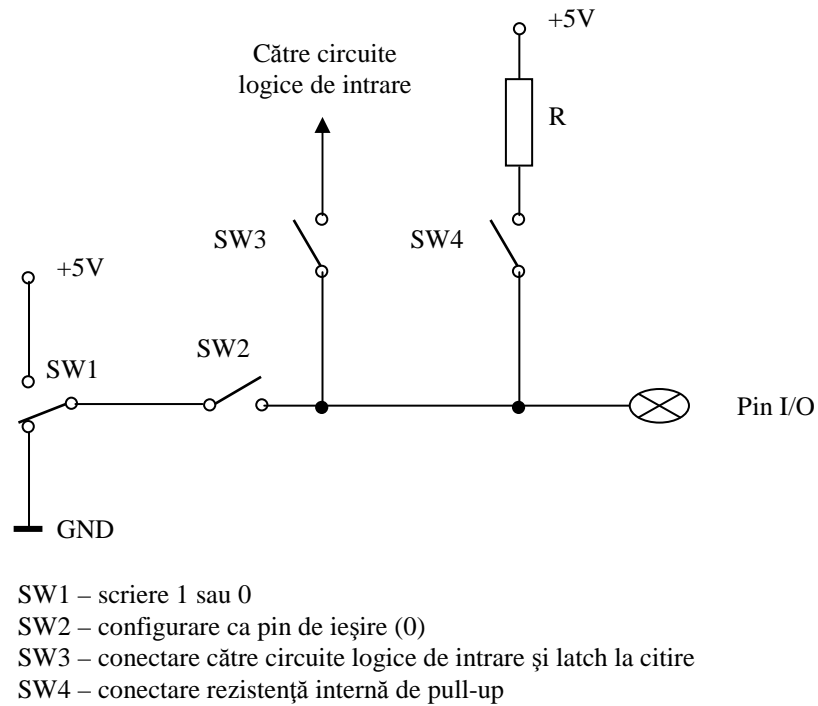 +5V
Către circuite
logice de intrare
R
SW3
SW4
+5V
SW2
SW1
Pin I/O
GND
SW1 – scriere 1 sau 0
SW2 – configurare ca pin de ieşire (0)
SW3 – conectare către circuite logice de intrare şi latch la citire
SW4 – conectare rezistenţă internă de pull-up